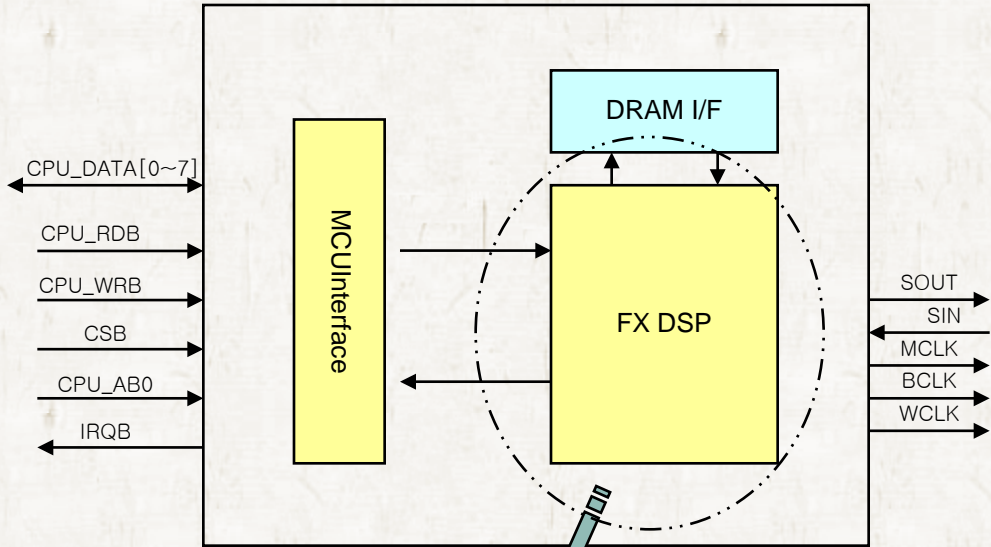 DRAM I/F
CPU_DATA[0~7]
MCUInterface
CPU_RDB
CPU_WRB
SOUT
SIN
FX DSP
CSB
MCLK
CPU_AB0
BCLK
WCLK
IRQB